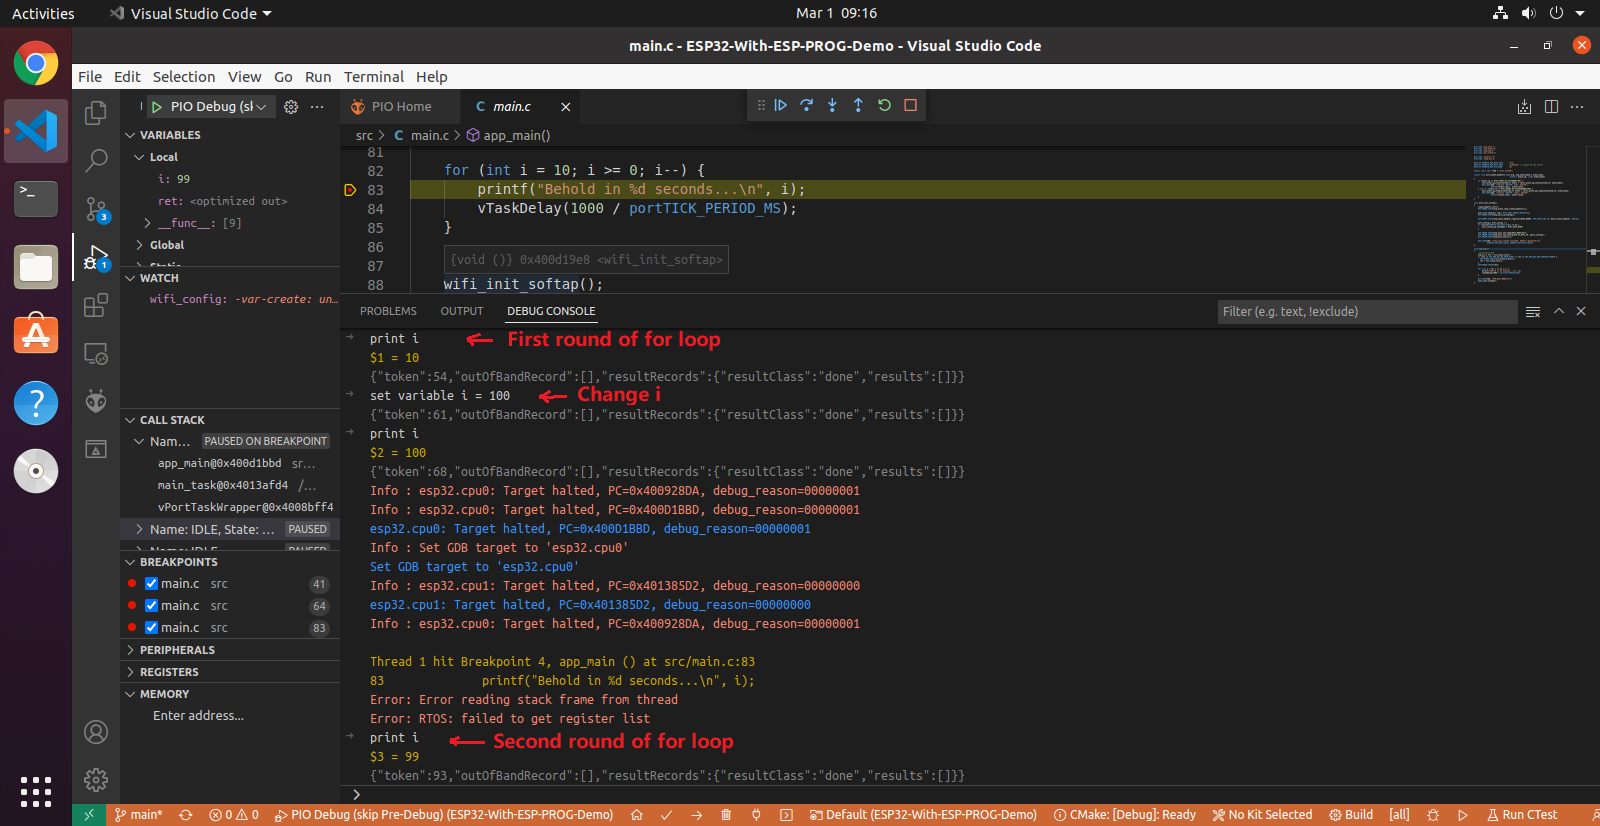 Activities
Visual Studio Code
Mar 1 09:16
main.c - ESP32-With-ESP-PROG-Demo - Visual Studio Code
File Edit Selection View Go Run Terminal Help
PIO Debug (sk
PIO Home
main.c
VARIABLES
Local
i: 99
ret: <optimized out>
__func__: [9]
Global
WATCH
wifi_config: -var-create: un…
CALL STACK
Nam… PAUSED ON BREAKPOINT
app_main@0x400d1bbd sr…
main_task@0x4013afd4 /…
vPortTaskWrapper@0x4008bff4
Name: IDLE, State: … PAUSED
BREAKPOINTS
main.c src 41
main.c src 64
main.c src 83
PERIPHERALS
REGISTERS
MEMORY
Enter address...
3
1
src > main.c > app_main()
81
82 for (int i = 10; i >= 0; i--) {
83 printf("Behold in %d seconds...\n", i);
84 vTaskDelay(1000 / portTICK_PERIOD_MS);
85 }
86
{void ()} 0x400d19e8 <wifi_init_softap>
87
88 wifi_init_softap();
PROBLEMS OUTPUT DEBUG CONSOLE
Filter (e.g. text, !exclude)
print i First round of for loop
$1 = 10
{"token":54,"outOfBandRecord":[],"resultRecords":{"resultClass":"done","results":[]}}
set variable i = 100 Change i
{"token":61,"outOfBandRecord":[],"resultRecords":{"resultClass":"done","results":[]}}
print i
$2 = 100
{"token":68,"outOfBandRecord":[],"resultRecords":{"resultClass":"done","results":[]}}
Info : esp32.cpu0: Target halted, PC=0x400928DA, debug_reason=00000001
Info : esp32.cpu0: Target halted, PC=0x400D1BBD, debug_reason=00000001
esp32.cpu0: Target halted, PC=0x400D1BBD, debug_reason=00000001
Info : Set GDB target to 'esp32.cpu0'
Set GDB target to 'esp32.cpu0'
Info : esp32.cpu1: Target halted, PC=0x401385D2, debug_reason=00000000
esp32.cpu1: Target halted, PC=0x401385D2, debug_reason=00000000
Info : esp32.cpu0: Target halted, PC=0x400928DA, debug_reason=00000001
Thread 1 hit Breakpoint 4, app_main () at src/main.c:83
83 printf("Behold in %d seconds...\n", i);
Error: Error reading stack frame from thread
Error: RTOS: failed to get register list
print i Second round of for loop
$3 = 99
{"token":93,"outOfBandRecord":[],"resultRecords":{"resultClass":"done","results":[]}}
main* 0 0 PIO Debug (skip Pre-Debug) (ESP32-With-ESP-PROG-Demo) Default (ESP32-With-ESP-PROG-Demo) CMake: [Debug]: Ready No Kit Selected Build [all] Run CTest